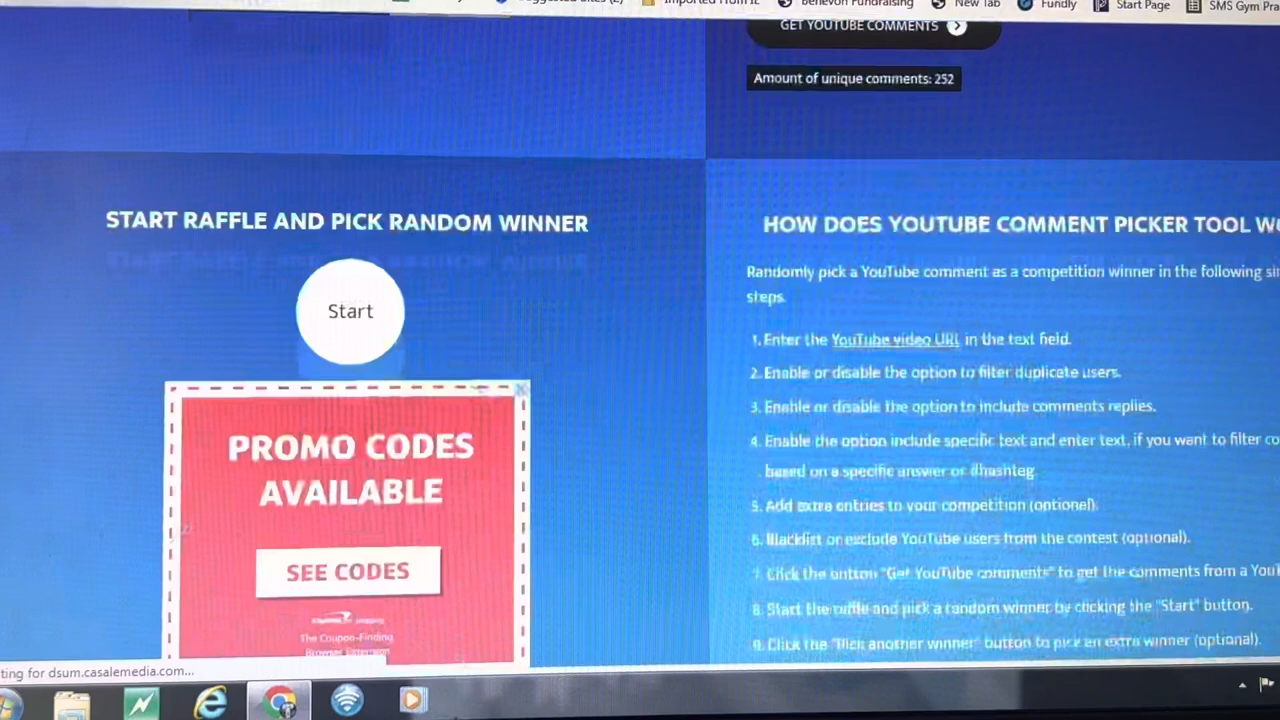 Imported From IE
Benevon Fundraising
New Tab
Fundly
Start Page
SMS Gym Pra
GET YOUTUBE COMMENTS
Amount of unique comments: 252
START RAFFLE AND PICK RANDOM WINNER
Start
PROMO CODES
AVAILABLE
SEE CODES
The Coupon-Finding
Browser Extension
HOW DOES YOUTUBE COMMENT PICKER TOOL WO
Randomly pick a YouTube comment as a competition winner in the following si
steps.
1. Enter the YouTube video URL in the text field.
2. Enable or disable the option to filter duplicate users.
3. Enable or disable the option to include comments replies.
4. Enable the option include specific text and enter text, if you want to filter co
based on a specific answer or #hashtag.
5. Add extra entries to your competition (optional).
6. Blacklist or exclude YouTube users from the contest (optional).
7. Click the button "Get YouTube comments" to get the comments from a You
8. Start the raffle and pick a random winner by clicking the "Start" button.
9. Click the "Pick another winner" button to pick an extra winner (optional).
ting for dsum.casalemedia.com...